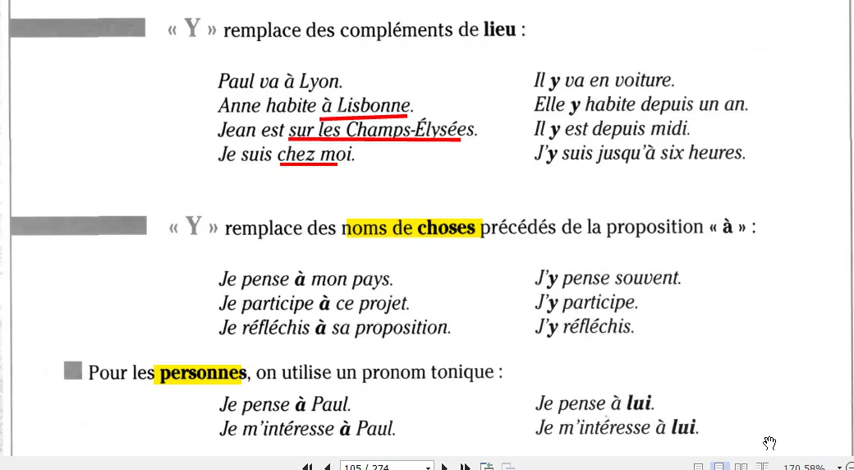 « Y » remplace des compléments de lieu :
Paul va à Lyon. Il y va en voiture.
Anne habite à Lisbonne. Elle y habite depuis un an.
Jean est sur les Champs-Élysées. Il y est depuis midi.
Je suis chez moi. J'y suis jusqu'à six heures.
« Y » remplace des noms de choses précédés de la proposition « à » :
Je pense à mon pays. J'y pense souvent.
Je participe à ce projet. J'y participe.
Je réfléchis à sa proposition. J'y réfléchis.
Pour les personnes, on utilise un pronom tonique :
Je pense à Paul. Je pense à lui.
Je m'intéresse à Paul. Je m'intéresse à lui.
105 / 274 170,58%